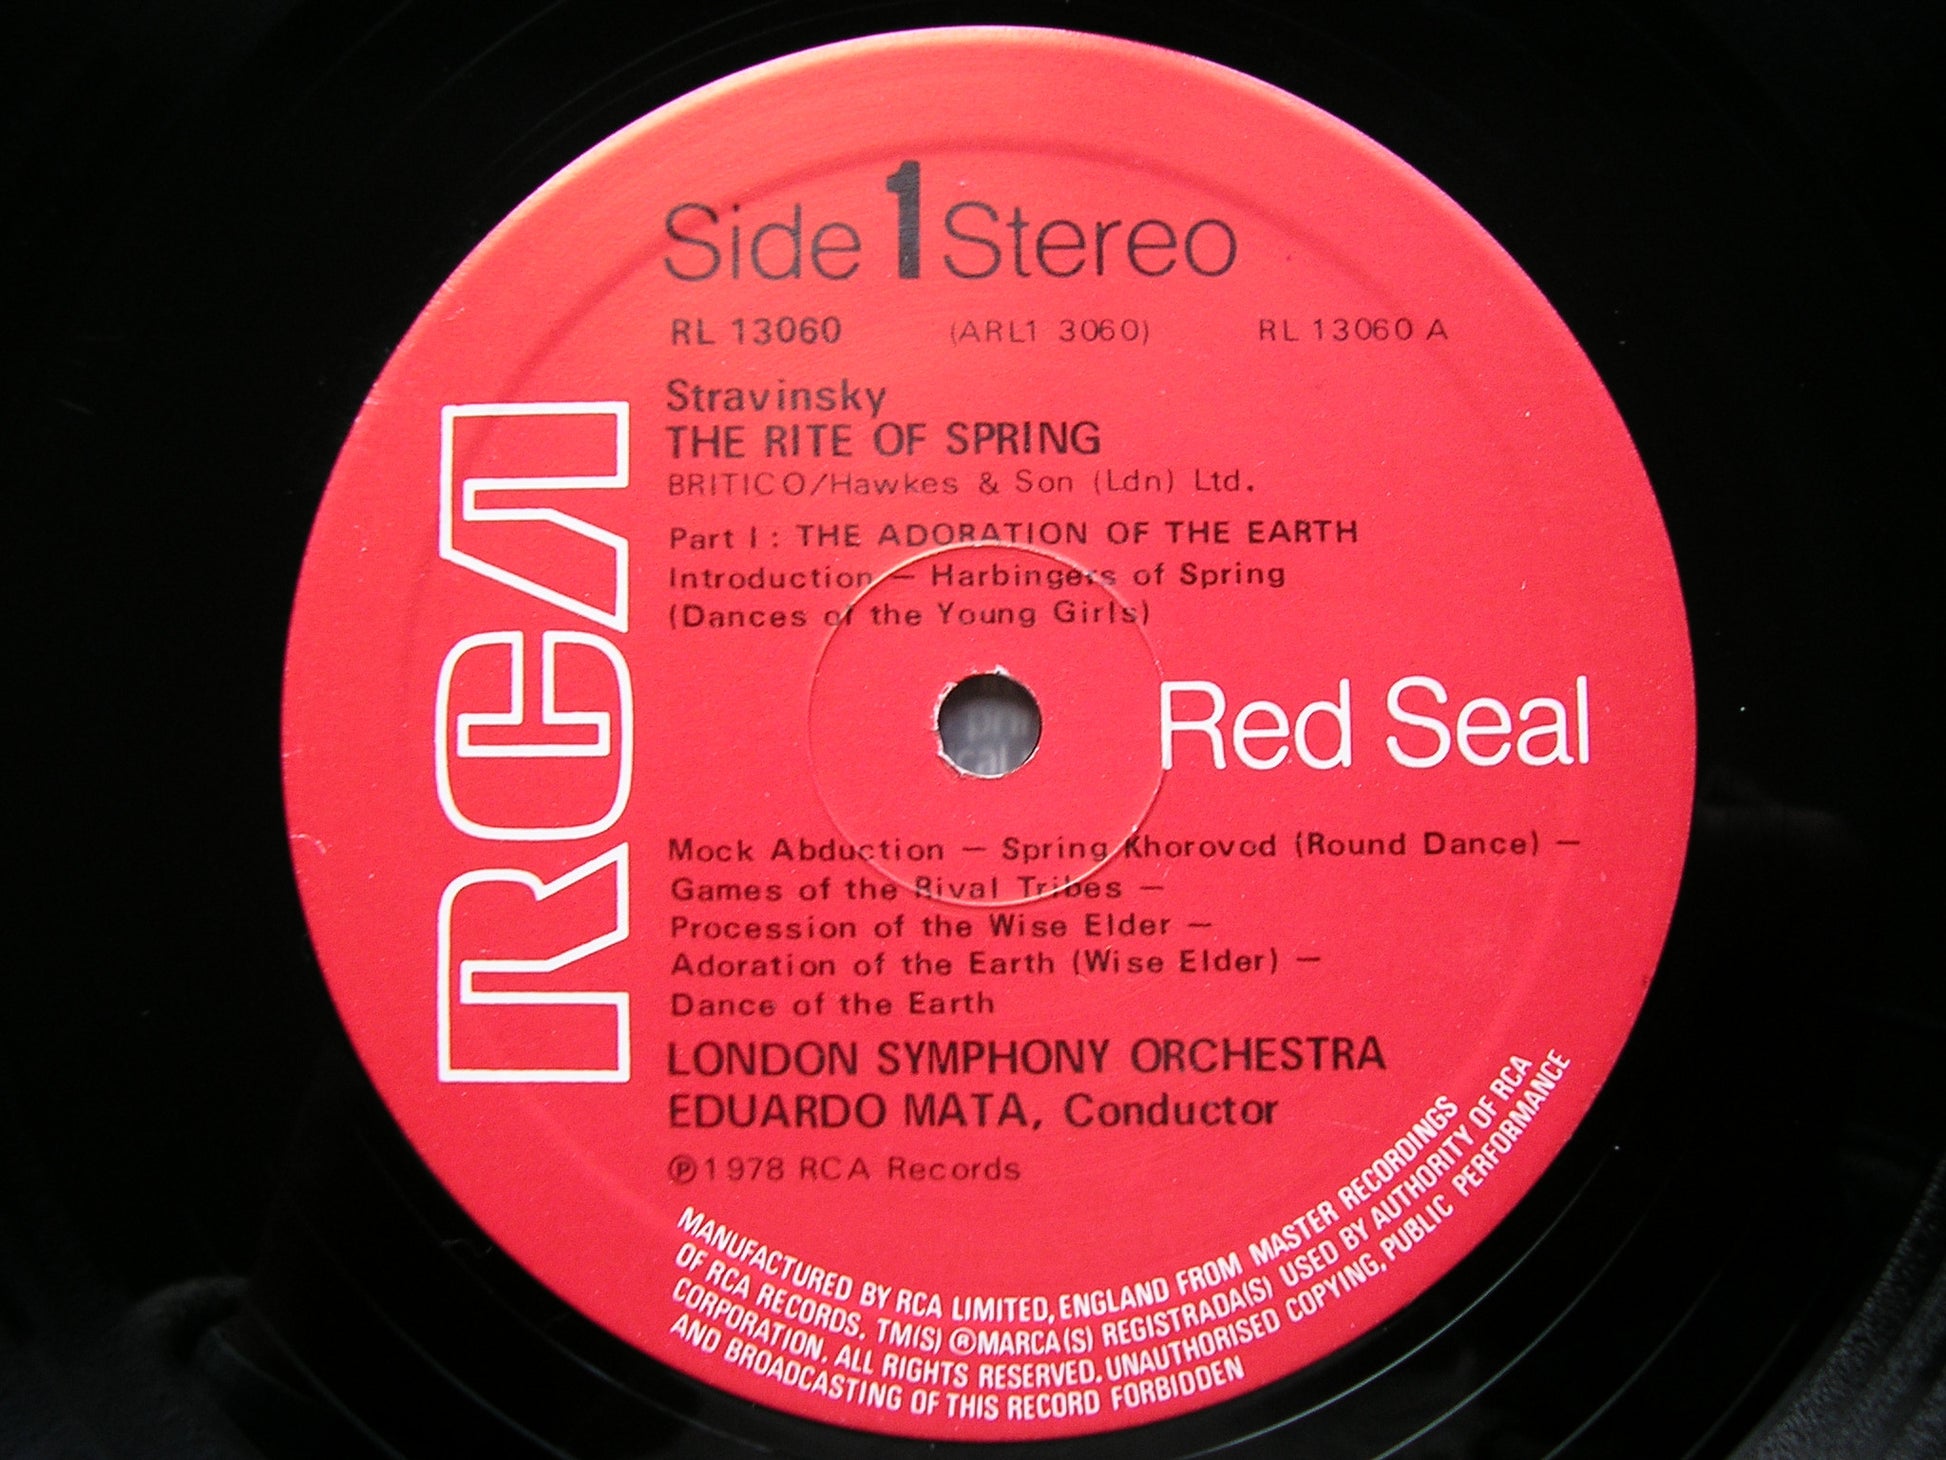 Side 1 Stereo
RL 13060 (ARL1 3060) RL 13060 A
Stravinsky
THE RITE OF SPRING
BRITICO/Hawkes & Son (Ldn) Ltd.
Part I : THE ADORATION OF THE EARTH
Introduction — Harbingers of Spring
(Dances of the Young Girls)
RCA
Red Seal
Mock Abduction — Spring Khorovod (Round Dance) —
Games of the Rival Tribes —
Procession of the Wise Elder —
Adoration of the Earth (Wise Elder) —
Dance of the Earth
LONDON SYMPHONY ORCHESTRA
EDUARDO MATA, Conductor
℗1978 RCA Records
MANUFACTURED BY RCA LIMITED, ENGLAND FROM MASTER RECORDINGS
OF RCA RECORDS. TM(S) ®MARCA(S) REGISTRADA(S) USED BY AUTHORITY OF RCA
CORPORATION. ALL RIGHTS RESERVED. UNAUTHORISED COPYING, PUBLIC PERFORMANCE
AND BROADCASTING OF THIS RECORD FORBIDDEN